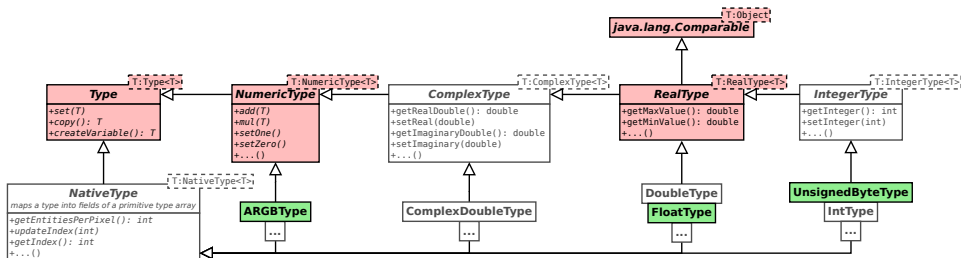 T:Object
java.lang.Comparable
T:Type<T>
Type
+set(T)
+copy(): T
+createVariable(): T
T:NumericType<T>
NumericType
+add(T)
+mul(T)
+setOne()
+setZero()
+...()
T:ComplexType<T>
ComplexType
+getRealDouble(): double
+setReal(double)
+getImaginaryDouble(): double
+setImaginary(double)
+...()
T:RealType<T>
RealType
+getMaxValue(): double
+getMinValue(): double
+...()
T:IntegerType<T>
IntegerType
+getInteger(): int
+setInteger(int)
+...()
T:NativeType<T>
NativeType
maps a type into fields of a primitive type array
+getEntitiesPerPixel(): int
+updateIndex(int)
+getIndex(): int
+...()
ARGBType
...
ComplexDoubleType
...
DoubleType
FloatType
...
UnsignedByteType
IntType
...